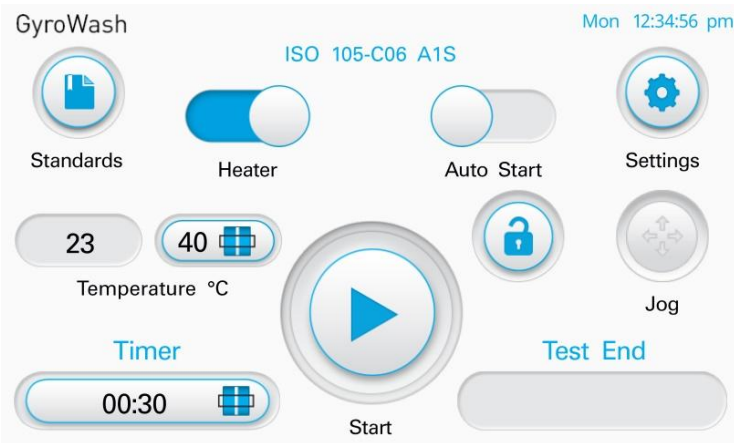 GyroWash
Mon 12:34:56 pm
ISO 105-C06 A1S
Standards
Heater
Auto Start
Settings
23
40
Temperature °C
Jog
Timer
Test End
00:30
Start